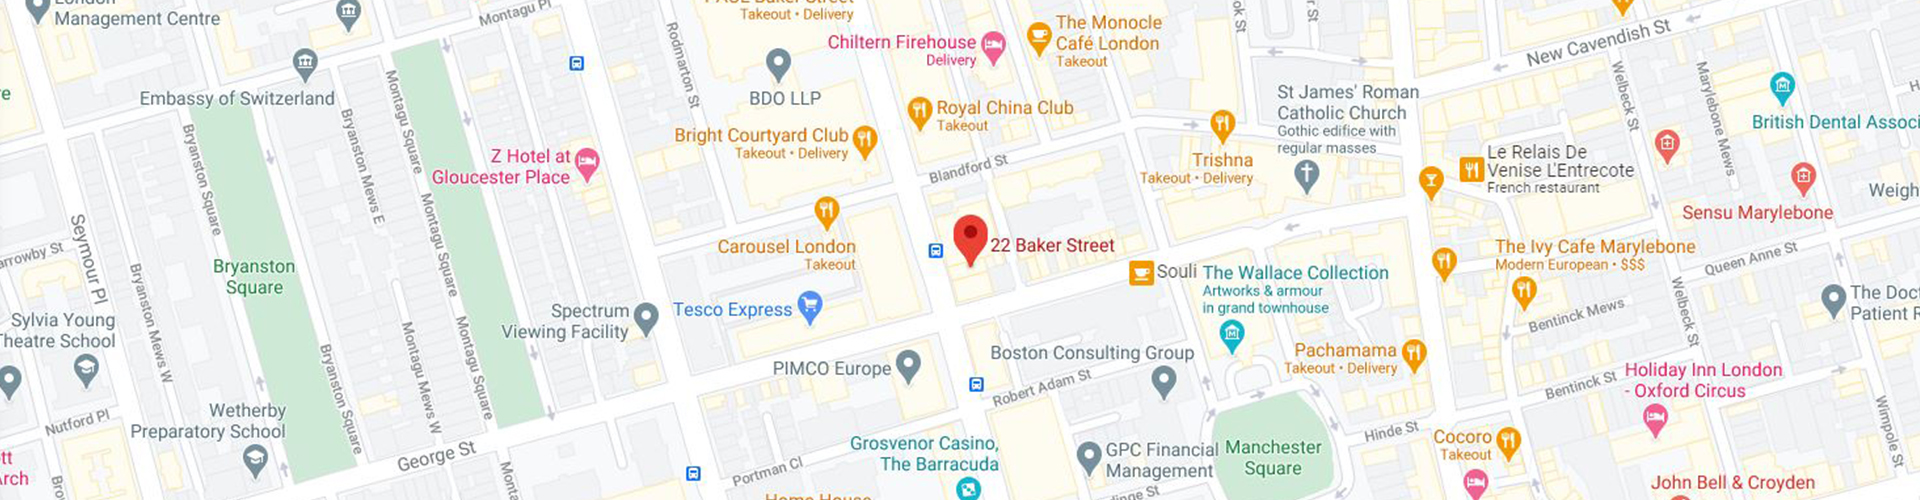 London
Management Centre
Montagu Pl
PAUL Baker Street
Takeout • Delivery
Chiltern Firehouse
Delivery
The Monocle
Café London
Takeout
New Cavendish St
Embassy of Switzerland
Rodmarton St
BDO LLP
Royal China Club
Takeout
Bright Courtyard Club
Takeout • Delivery
St James' Roman
Catholic Church
Gothic edifice with
regular masses
Trishna
Takeout • Delivery
Le Relais De
Venise L'Entrecote
French restaurant
Welbeck St
Marylebone Mews
British Dental Associ
Sensu Marylebone
Weigh
Z Hotel at
Gloucester Place
Bryanston Square
Bryanston Mews E
Montagu Square
Montagu Square
Blandford St
Carousel London
Takeout
22 Baker Street
Souli
The Wallace Collection
Artworks & armour
in grand townhouse
The Ivy Cafe Marylebone
Modern European • $$$
Queen Anne St
Seymour Pl
arrowby St
Bryanston
Square
Bryanston Mews W
Spectrum
Viewing Facility
Tesco Express
Sylvia Young
Theatre School
Montagu Mews W
Montagu Square
Bryanston Square
PIMCO Europe
Boston Consulting Group
Robert Adam St
Pachamama
Takeout • Delivery
Bentinck Mews
Welbeck St
The Doct
Patient R
Bentinck St
Holiday Inn London
- Oxford Circus
Wimpole St
Nutford Pl
Wetherby
Preparatory School
George St
Grosvenor Casino,
The Barracuda
Portman Cl
GPC Financial
Management
Manchester
Square
Hinde St
Cocoro
Takeout
John Bell & Croyden
Home House